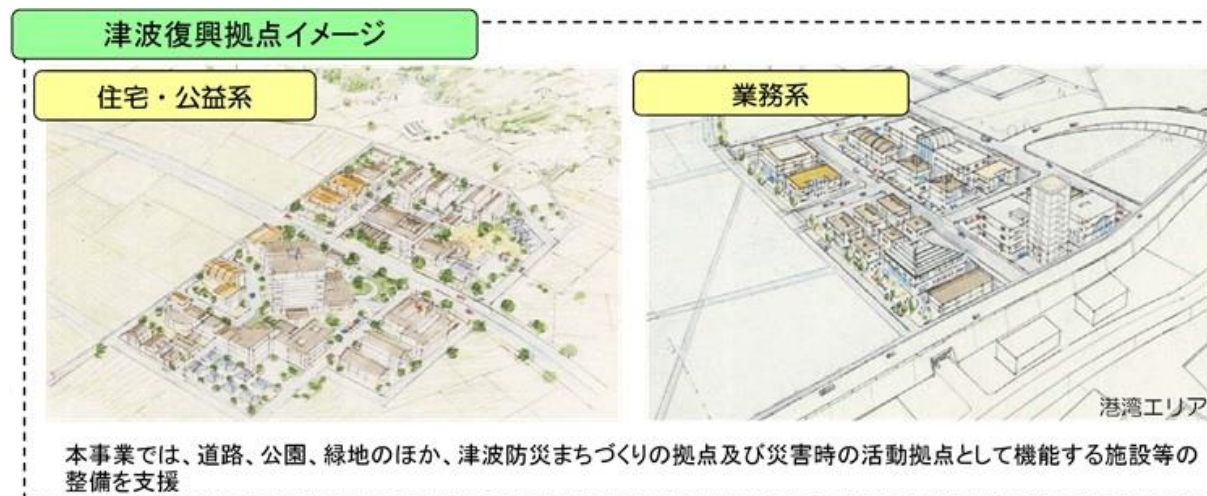 津波復興拠点イメージ
住宅・公益系
業務系
港湾エリア
本事業では、道路、公園、緑地のほか、津波防災まちづくりの拠点及び災害時の活動拠点として機能する施設等の
整備を支援